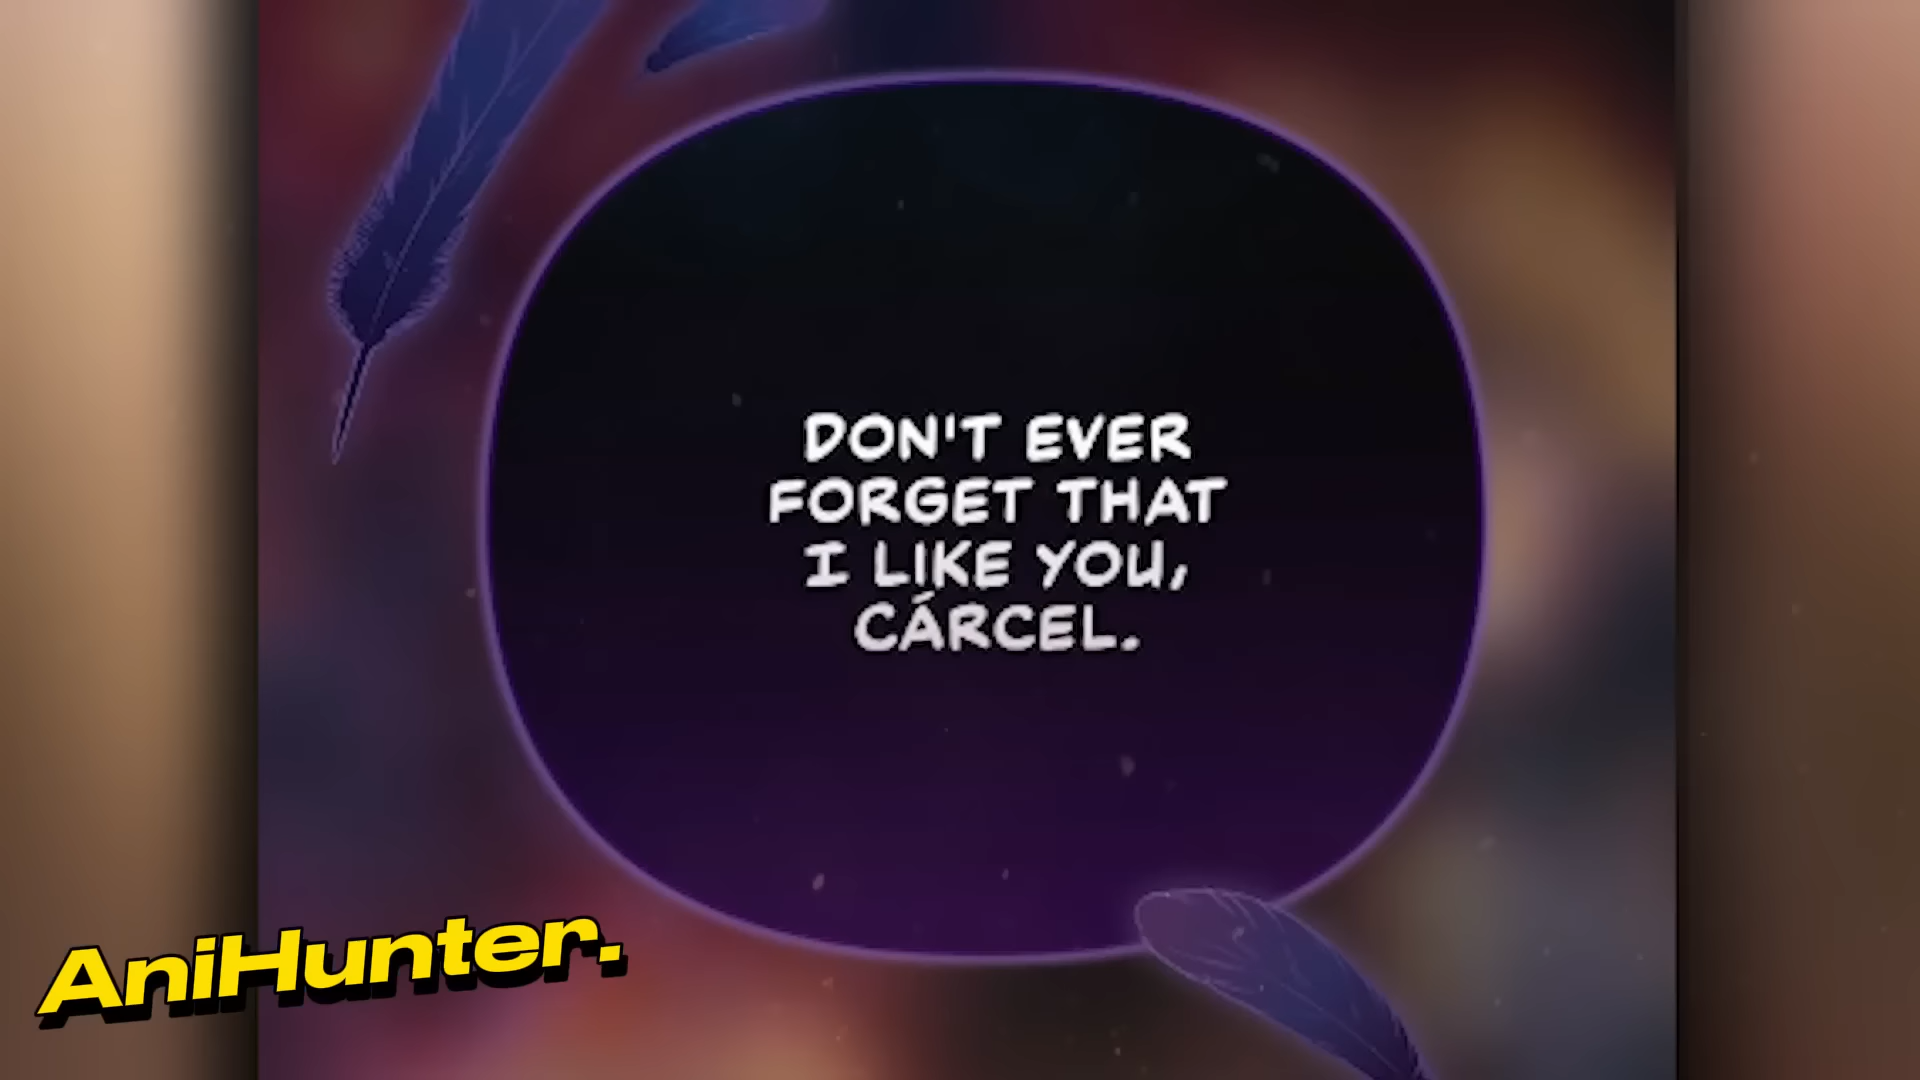 DON'T EVER
FORGET THAT
I LIKE YOU,
CÁRCEL.
AniHunter.